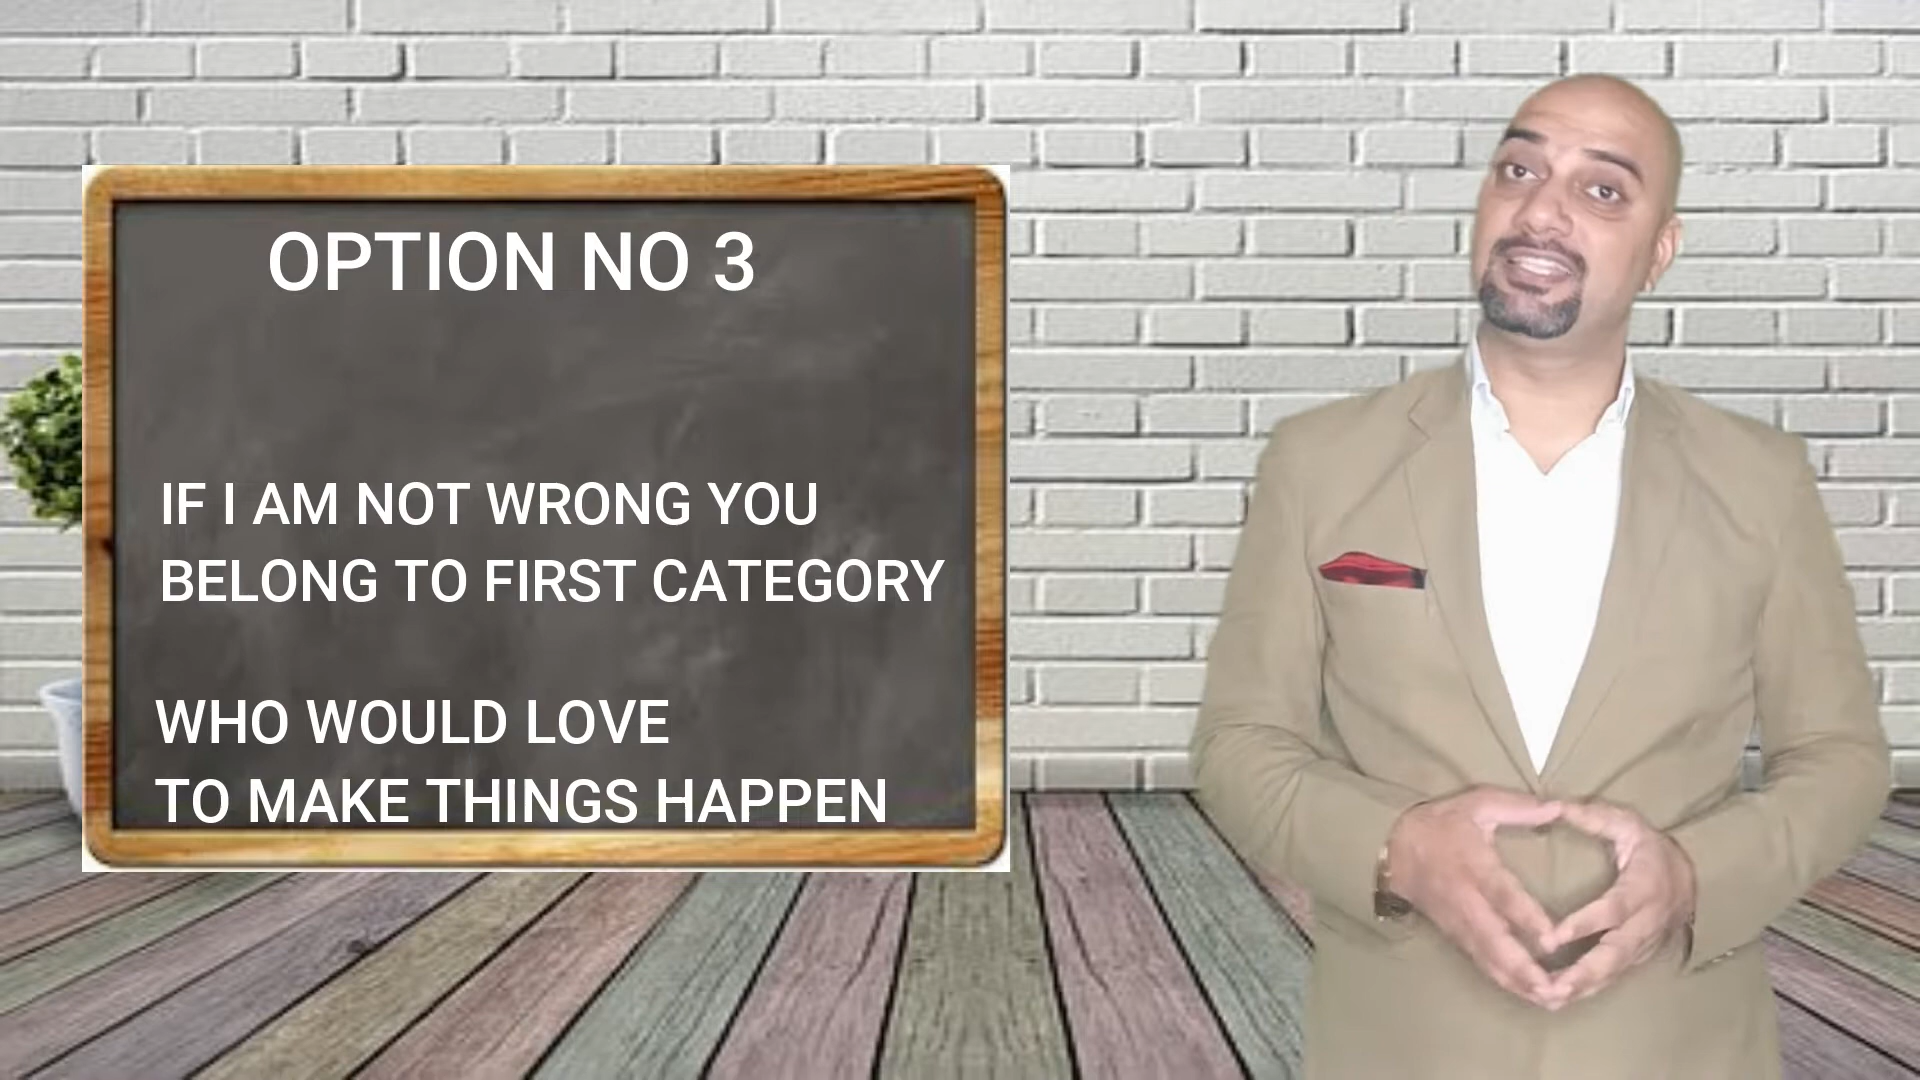 OPTION NO 3
IF I AM NOT WRONG YOU
BELONG TO FIRST CATEGORY
WHO WOULD LOVE
TO MAKE THINGS HAPPEN